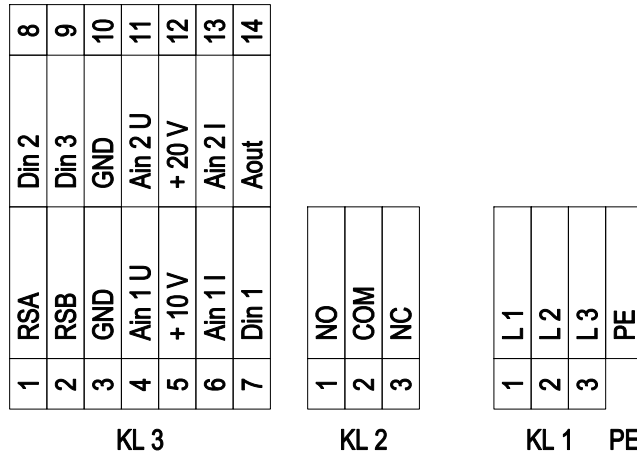 8 9 10 11 12 13 14
Din 2 Din 3 GND Ain 2 U + 20 V Ain 2 I Aout
RSA RSB GND Ain 1 U + 10 V Ain 1 I Din 1
1 2 3 4 5 6 7
KL 3
NO COM NC
1 2 3
KL 2
L 1 L 2 L 3 PE
1 2 3
KL 1 PE